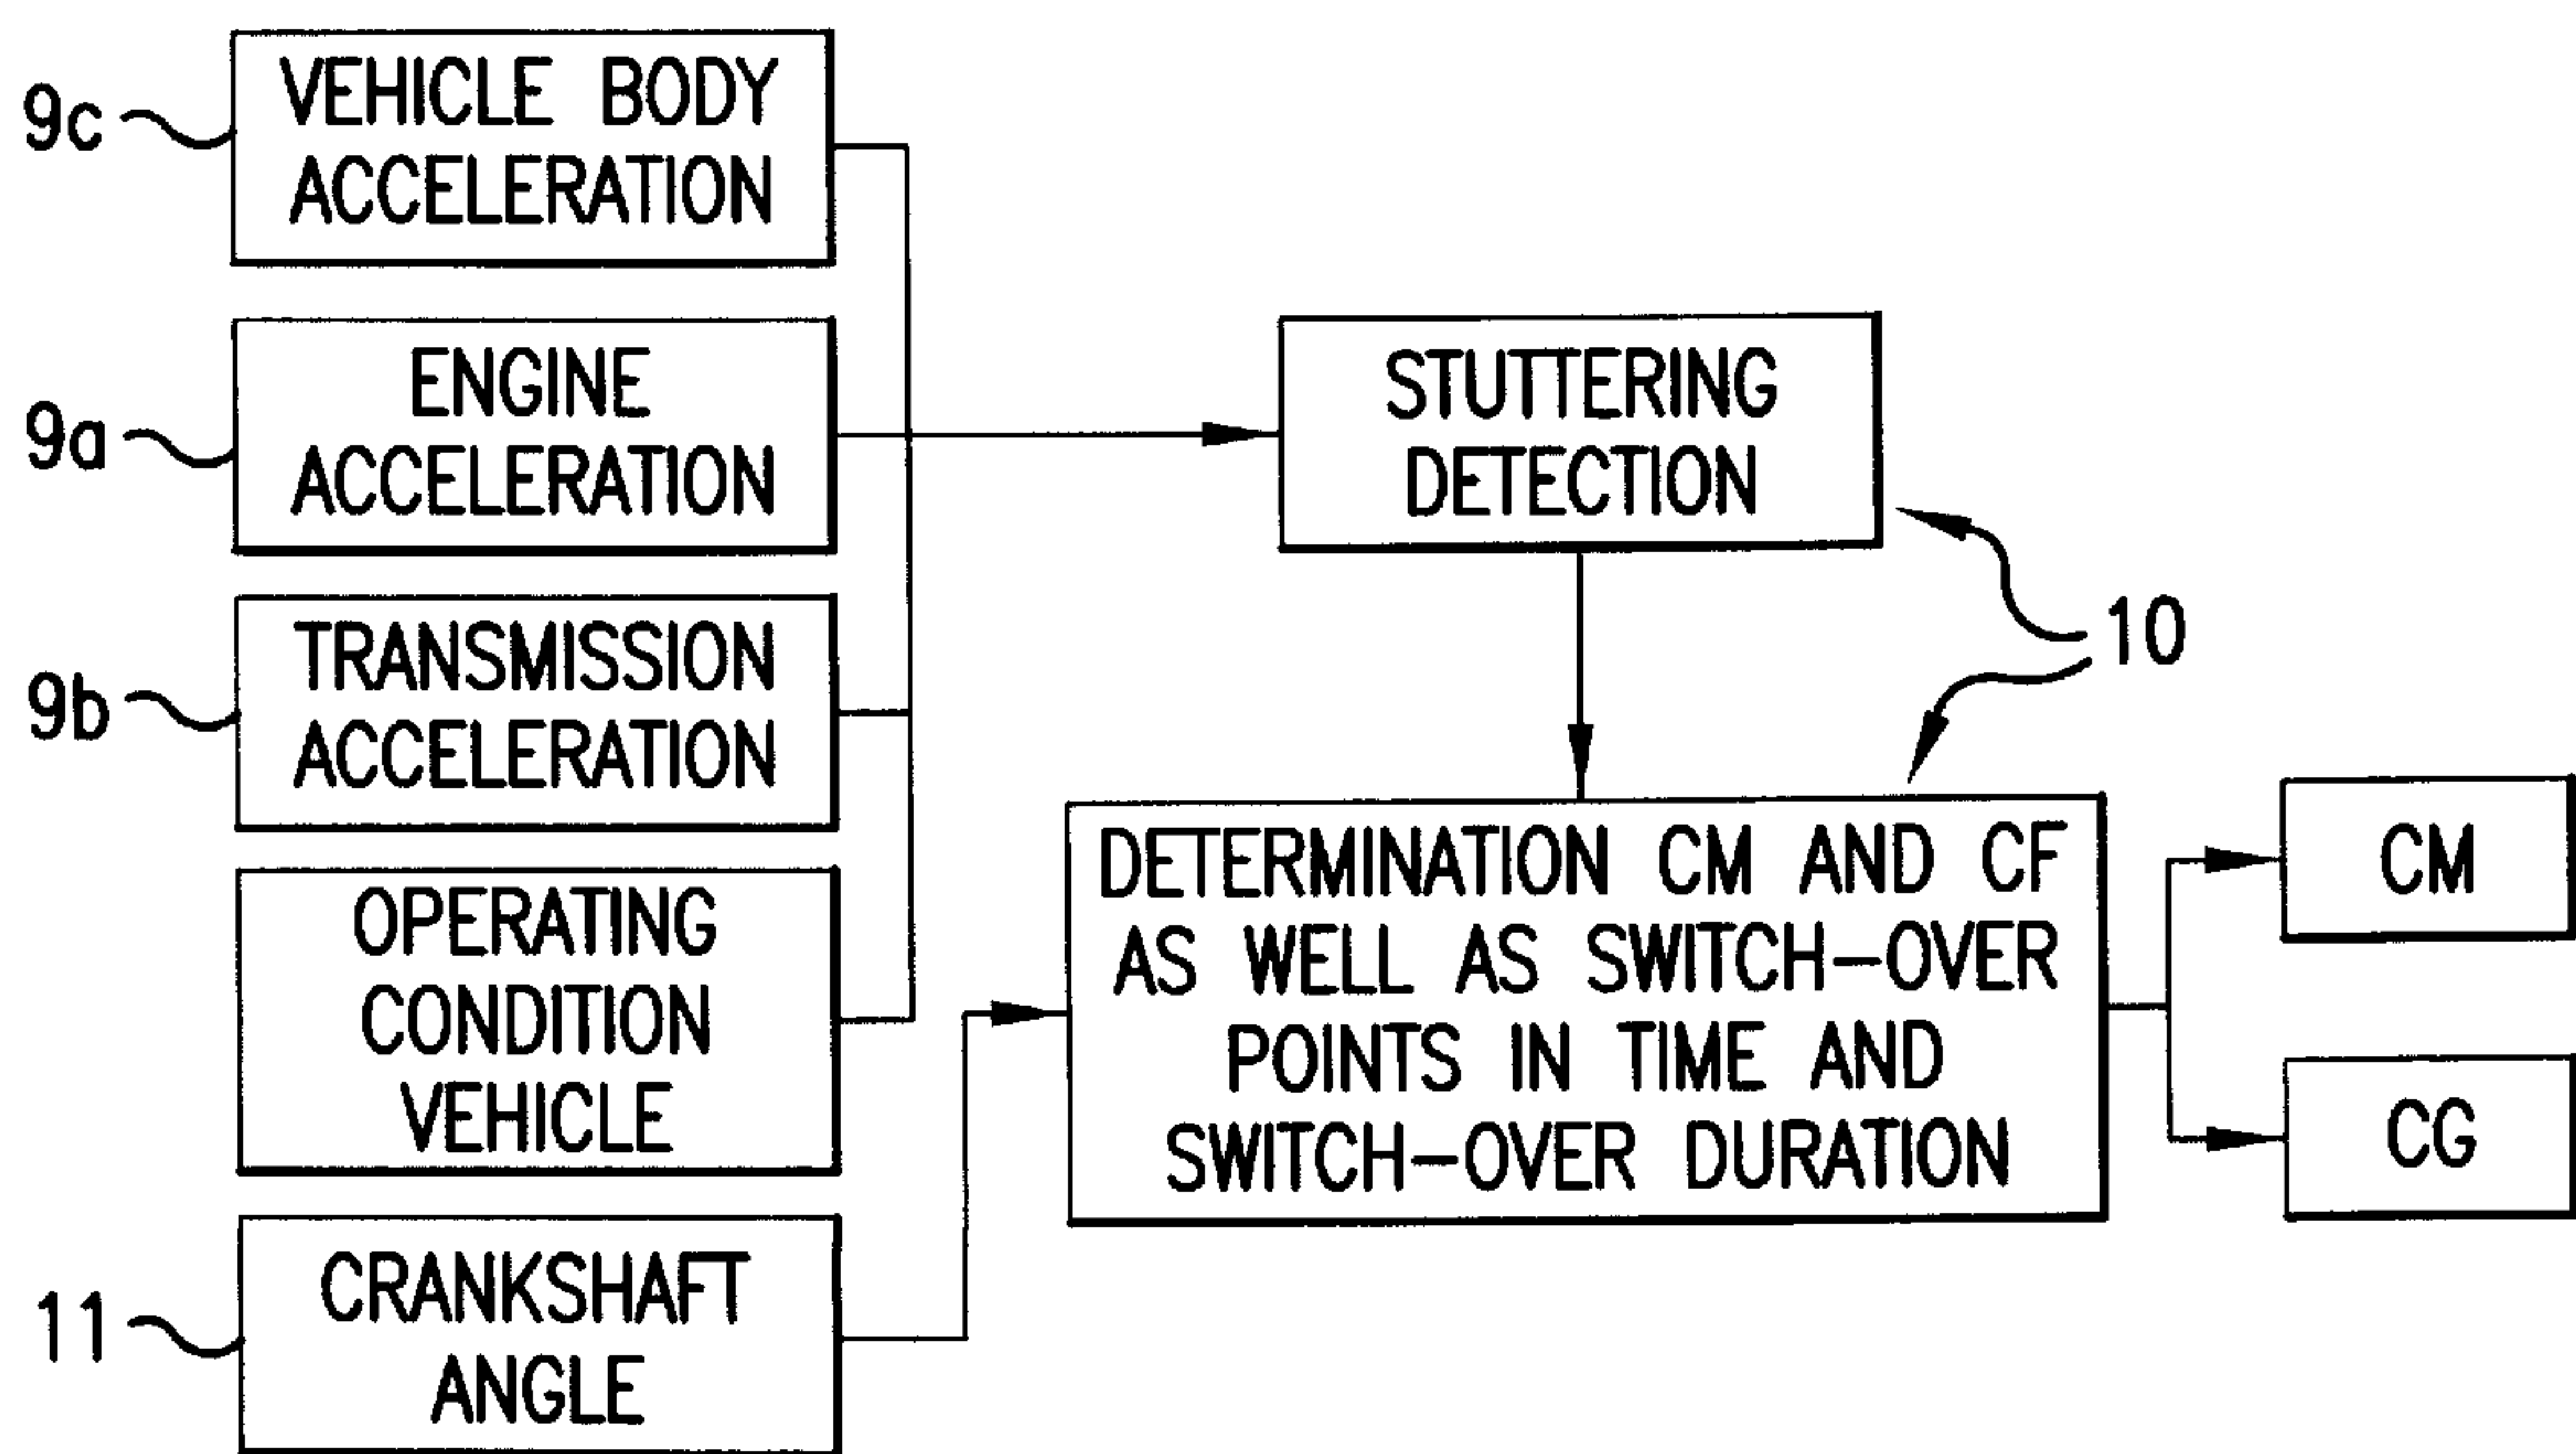 9c
VEHICLE BODY
ACCELERATION
9a
ENGINE
ACCELERATION
9b
TRANSMISSION
ACCELERATION
OPERATING
CONDITION
VEHICLE
11
CRANKSHAFT
ANGLE
STUTTERING
DETECTION
10
DETERMINATION CM AND CF
AS WELL AS SWITCH-OVER
POINTS IN TIME AND
SWITCH-OVER DURATION
CM
CG